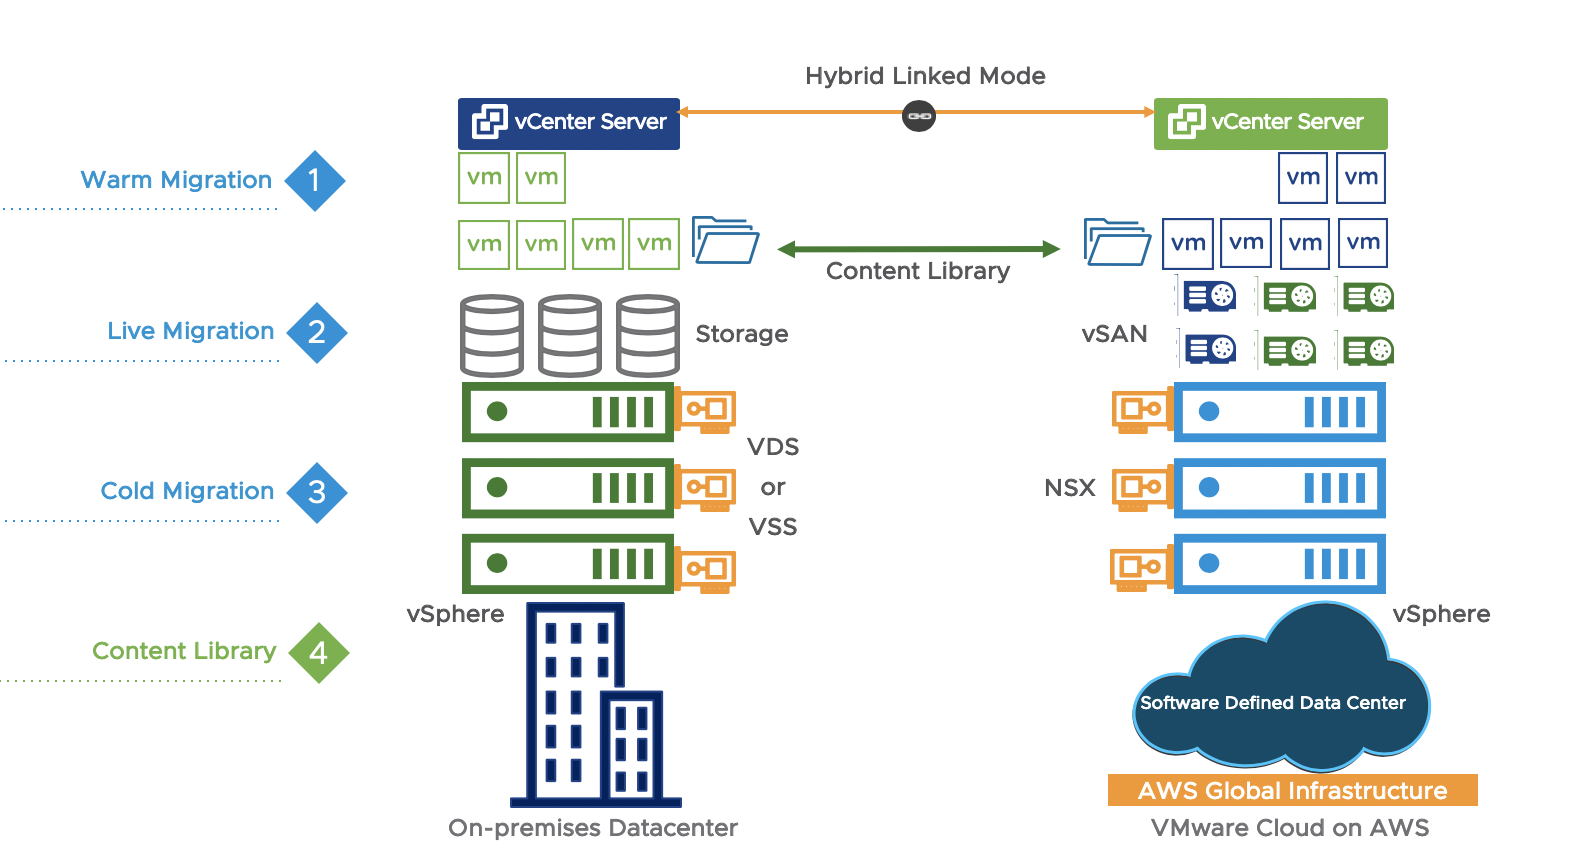 Hybrid Linked Mode
vCenter Server
vCenter Server
Warm Migration 1
vm vm
vm vm
vm vm vm vm
vm vm vm vm
Content Library
Live Migration 2
Storage
vSAN
VDS
or
VSS
Cold Migration 3
NSX
vSphere
vSphere
Content Library 4
Software Defined Data Center
AWS Global Infrastructure
On-premises Datacenter
VMware Cloud on AWS